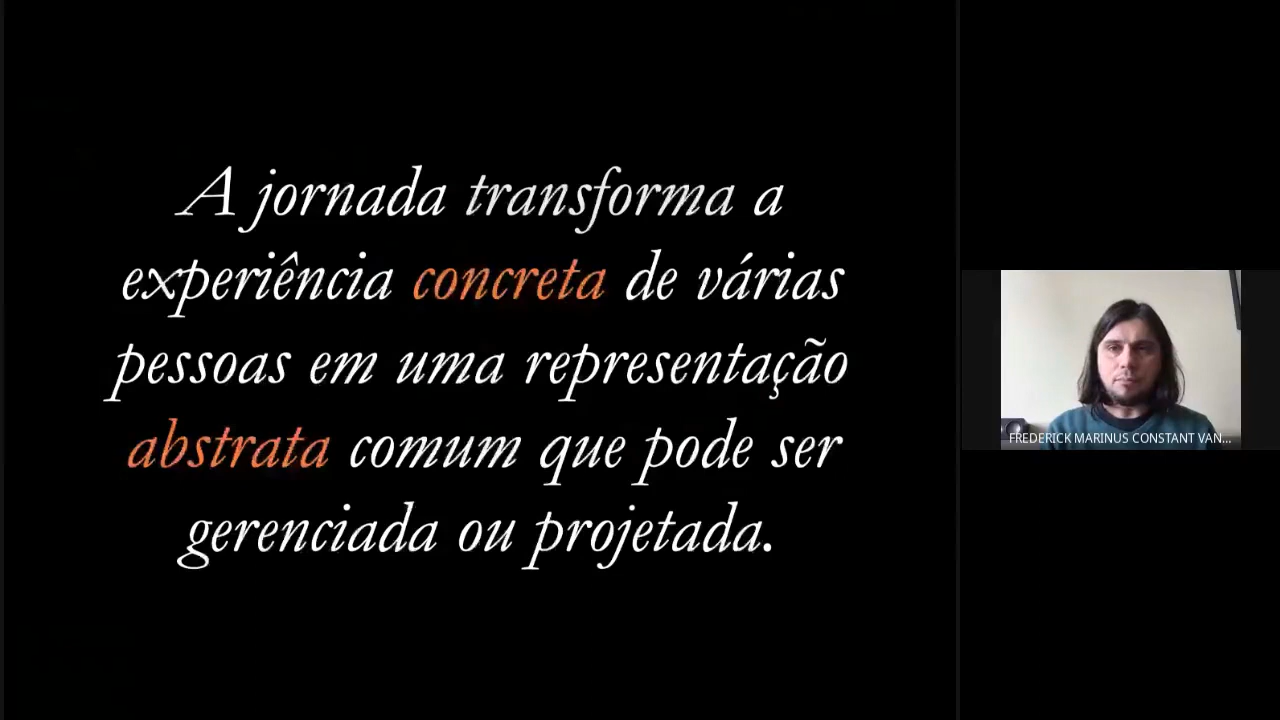 A jornada transforma a
experiência concreta de várias
pessoas em uma representação
abstrata comum que pode ser
gerenciada ou projetada.
FREDERICK MARINUS CONSTANT VAN...